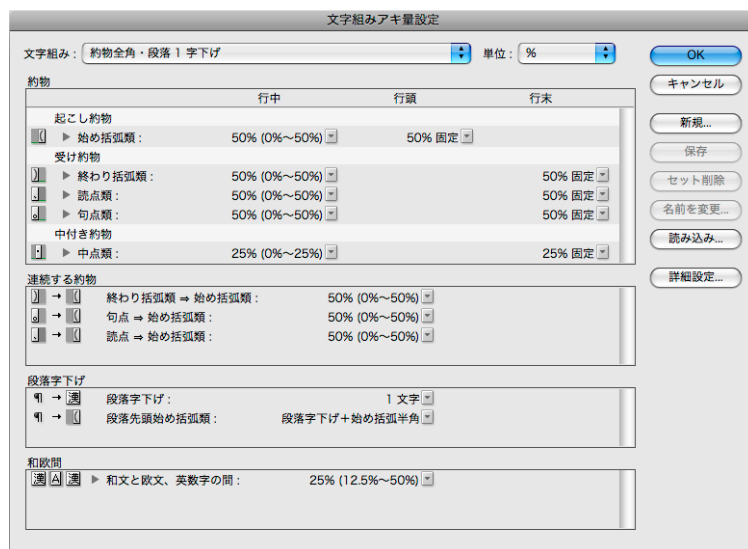 文字組みアキ量設定
文字組み : 約物全角・段落 1 字下げ 単位 : %
OK
キャンセル
新規...
保存
セット削除
名前を変更...
読み込み...
詳細設定...
約物
行中 行頭 行末
起こし約物
始め括弧類 : 50% (0%〜50%) 50% 固定
受け約物
終わり括弧類 : 50% (0%〜50%) 50% 固定
読点類 : 50% (0%〜50%) 50% 固定
句点類 : 50% (0%〜50%) 50% 固定
中付き約物
中点類 : 25% (0%〜25%) 25% 固定
連続する約物
終わり括弧類 ⇒ 始め括弧類 : 50% (0%〜50%)
句点 ⇒ 始め括弧類 : 50% (0%〜50%)
読点 ⇒ 始め括弧類 : 50% (0%〜50%)
段落字下げ
¶ → 漢 段落字下げ : 1 文字
¶ → 段落先頭始め括弧類 : 段落字下げ+始め括弧半角
和欧間
漢 A 漢 和文と欧文、英数字の間 : 25% (12.5%〜50%)